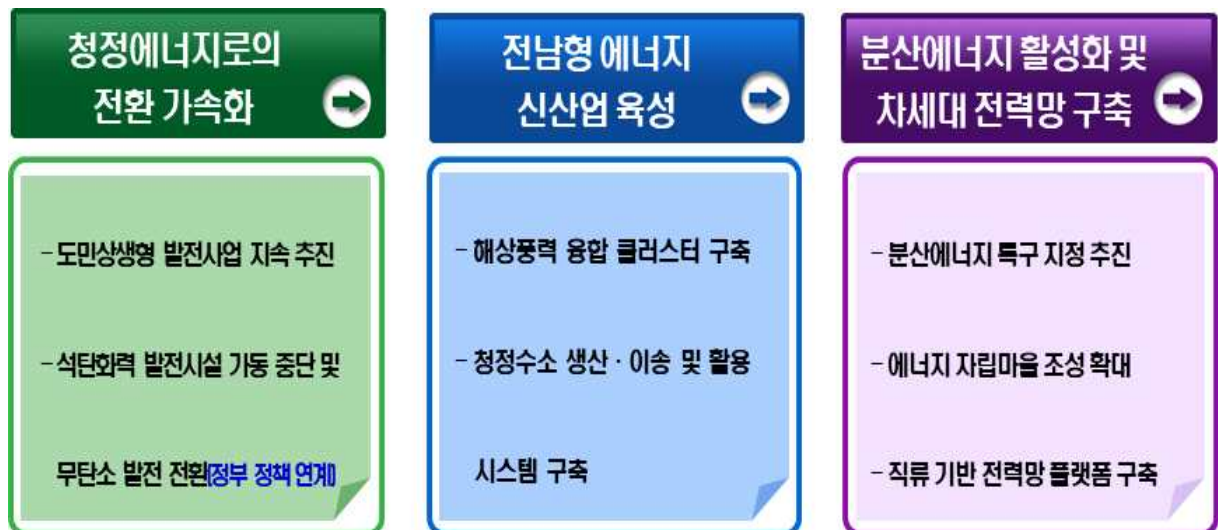 청정에너지로의
전환 가속화
- 도민상생형 발전사업 지속 추진
- 석탄화력 발전시설 가동 중단 및
무탄소 발전 전환(정부 정책 연계)
전남형 에너지
신산업 육성
- 해상풍력 융합 클러스터 구축
- 청정수소 생산 · 이송 및 활용
시스템 구축
분산에너지 활성화 및
차세대 전력망 구축
- 분산에너지 특구 지정 추진
- 에너지 자립마을 조성 확대
- 직류 기반 전력망 플랫폼 구축